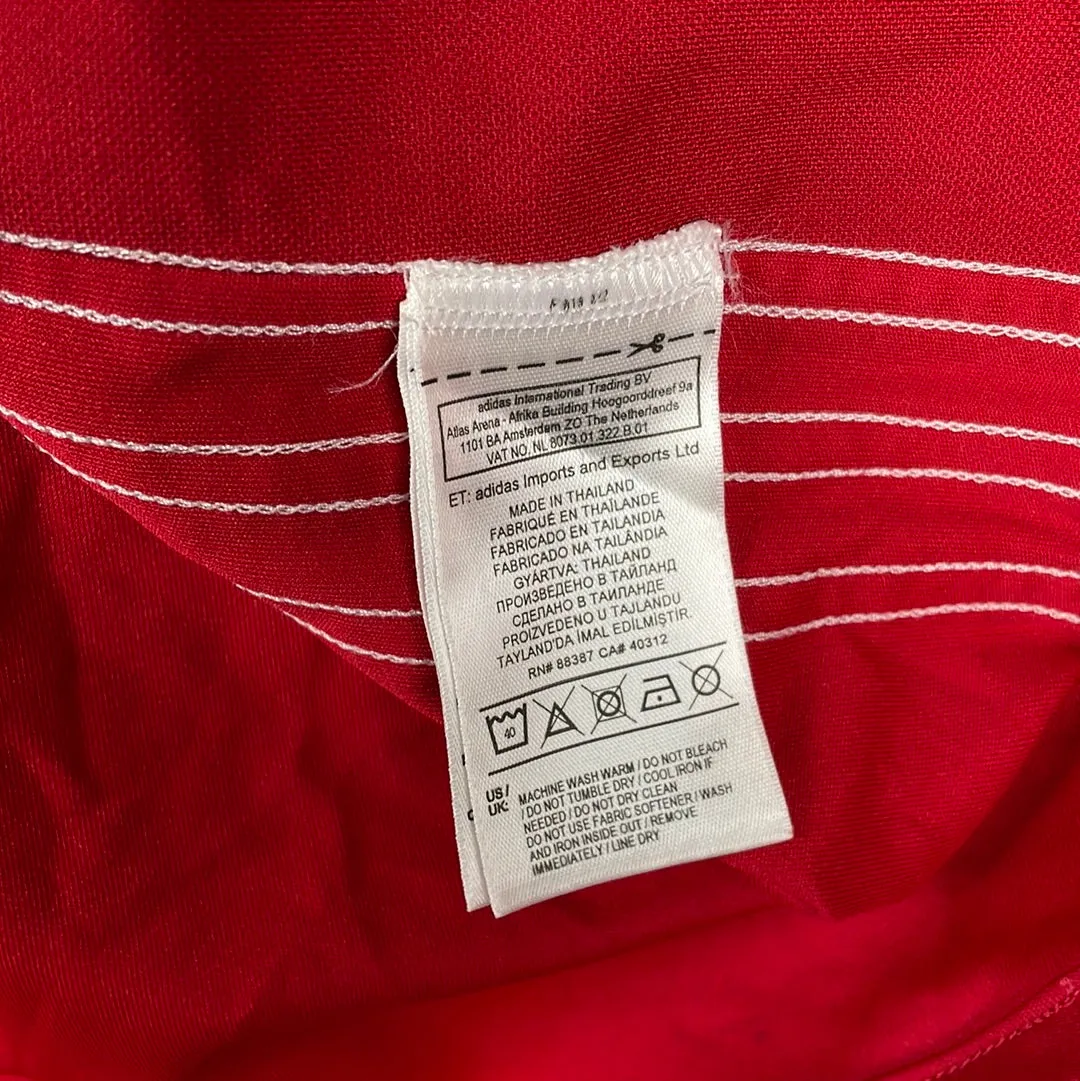 adidas International Trading BV
Atlas Arena - Afrika Building Hoogoorddreef 9a
1101 BA Amsterdam ZO The Netherlands
VAT NO. NL 8073.01.322.B.01
ET: adidas Imports and Exports Ltd
MADE IN THAILAND
FABRIQUÉ EN THAÏLANDE
FABRICADO EN TAILANDIA
FABRICADO NA TAILÂNDIA
GYÁRTVA: THAILAND
ПРОИЗВЕДЕНО В ТАЙЛАНД
СДЕЛАНО В ТАИЛАНДЕ
PROIZVEDENO U TAJLANDU
TAYLAND'DA İMAL EDİLMİŞTİR.
RN# 88387 CA# 40312
40
US / UK: MACHINE WASH WARM / DO NOT BLEACH
/ DO NOT TUMBLE DRY / COOL IRON IF
NEEDED / DO NOT DRY CLEAN
DO NOT USE FABRIC SOFTENER / WASH
AND IRON INSIDE OUT / REMOVE
IMMEDIATELY / LINE DRY